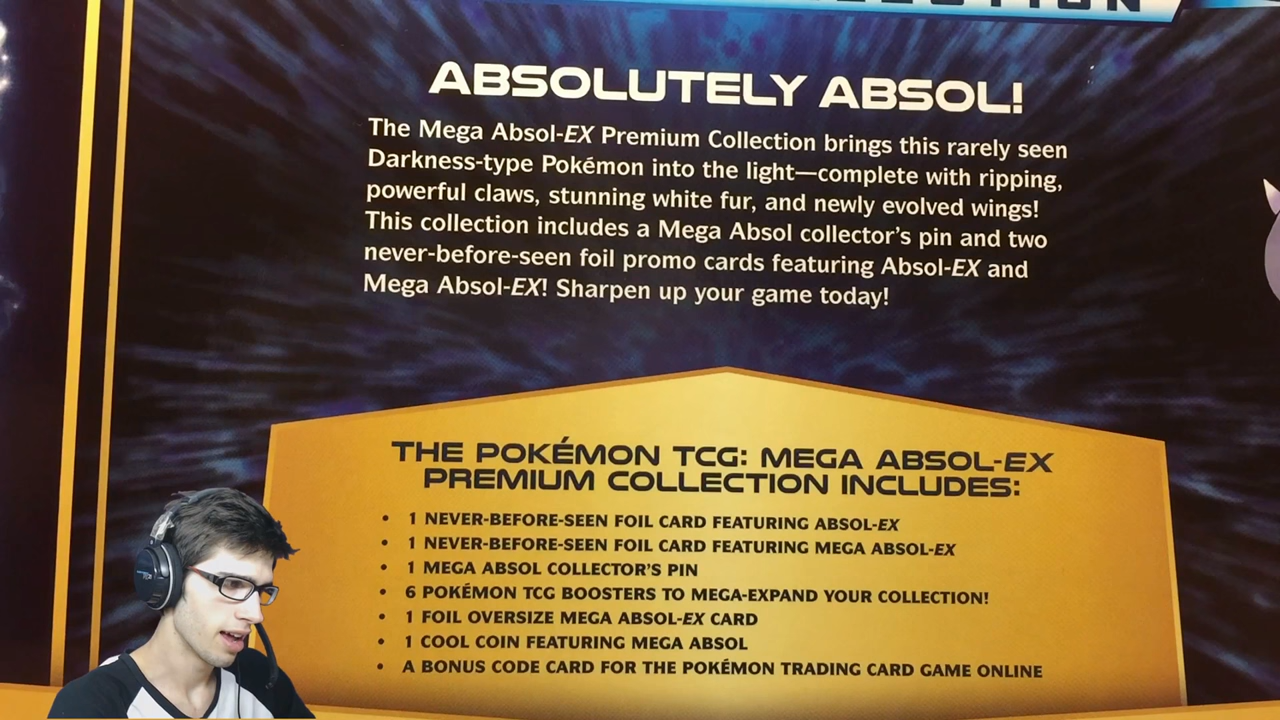 ABSOLUTELY ABSOL!
The Mega Absol-EX Premium Collection brings this rarely seen
Darkness-type Pokémon into the light—complete with ripping,
powerful claws, stunning white fur, and newly evolved wings!
This collection includes a Mega Absol collector's pin and two
never-before-seen foil promo cards featuring Absol-EX and
Mega Absol-EX! Sharpen up your game today!
THE POKÉMON TCG: MEGA ABSOL-EX
PREMIUM COLLECTION INCLUDES:
• 1 NEVER-BEFORE-SEEN FOIL CARD FEATURING ABSOL-EX
• 1 NEVER-BEFORE-SEEN FOIL CARD FEATURING MEGA ABSOL-EX
• 1 MEGA ABSOL COLLECTOR'S PIN
• 6 POKÉMON TCG BOOSTERS TO MEGA-EXPAND YOUR COLLECTION!
• 1 FOIL OVERSIZE MEGA ABSOL-EX CARD
• 1 COOL COIN FEATURING MEGA ABSOL
• A BONUS CODE CARD FOR THE POKÉMON TRADING CARD GAME ONLINE